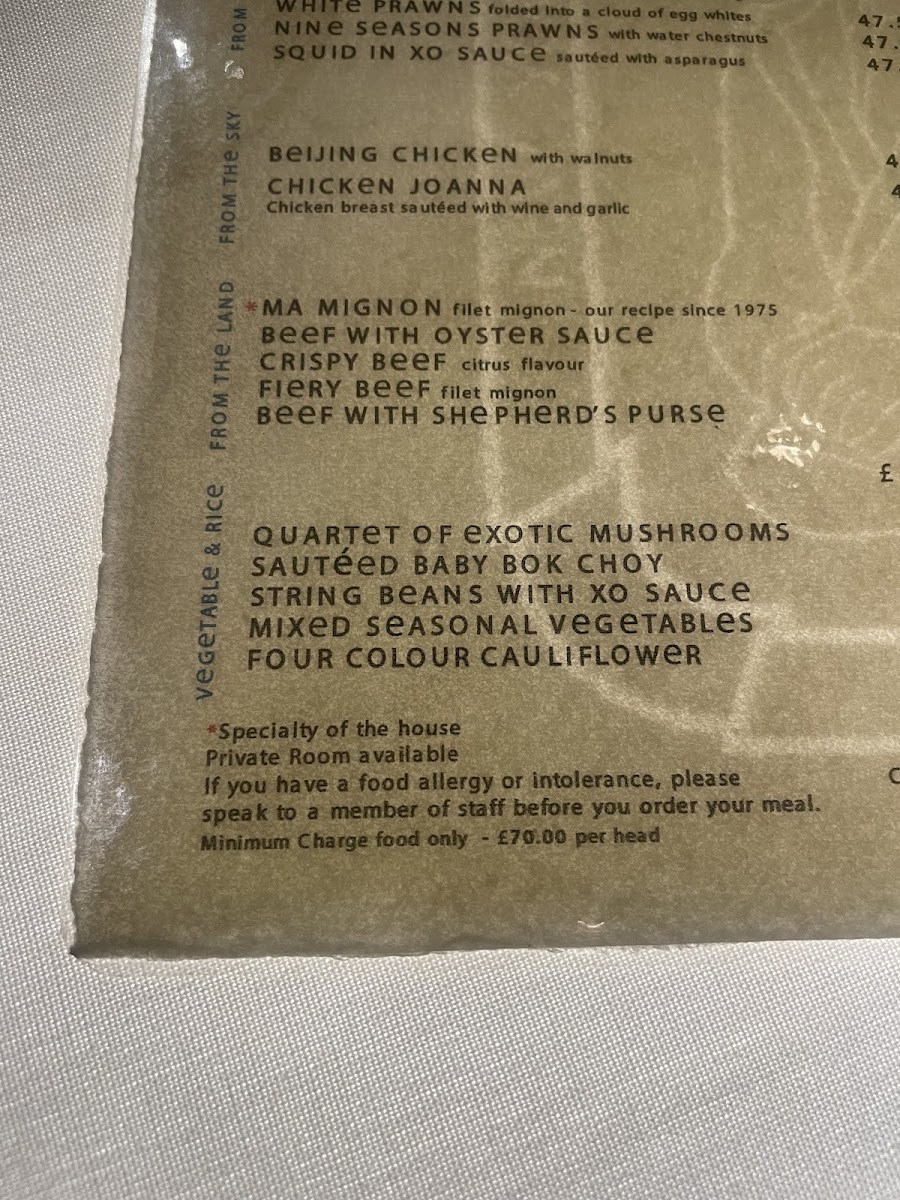 WHITE PRAWNS folded into a cloud of egg whites 47.
NINE SEASONS PRAWNS with water chestnuts 47.
SQUID IN XO SAUCE sautéed with asparagus 47
FROM
FROM THE SKY
BEIJING CHICKEN with walnuts 4
CHICKEN JOANNA 4
Chicken breast sautéed with wine and garlic
FROM THE LAND
*MA MIGNON filet mignon - our recipe since 1975
BEEF WITH OYSTER SAUCE
CRISPY BEEF citrus flavour
FIERY BEEF filet mignon
BEEF WITH SHEPHERD'S PURSE
£
VEGETABLE & RICE
QUARTET OF EXOTIC MUSHROOMS
SAUTÉED BABY BOK CHOY
STRING BEANS WITH XO SAUCE
MIXED SEASONAL VEGETABLES
FOUR COLOUR CAULIFLOWER
*Specialty of the house
Private Room available
If you have a food allergy or intolerance, please
speak to a member of staff before you order your meal.
Minimum Charge food only - £70.00 per head